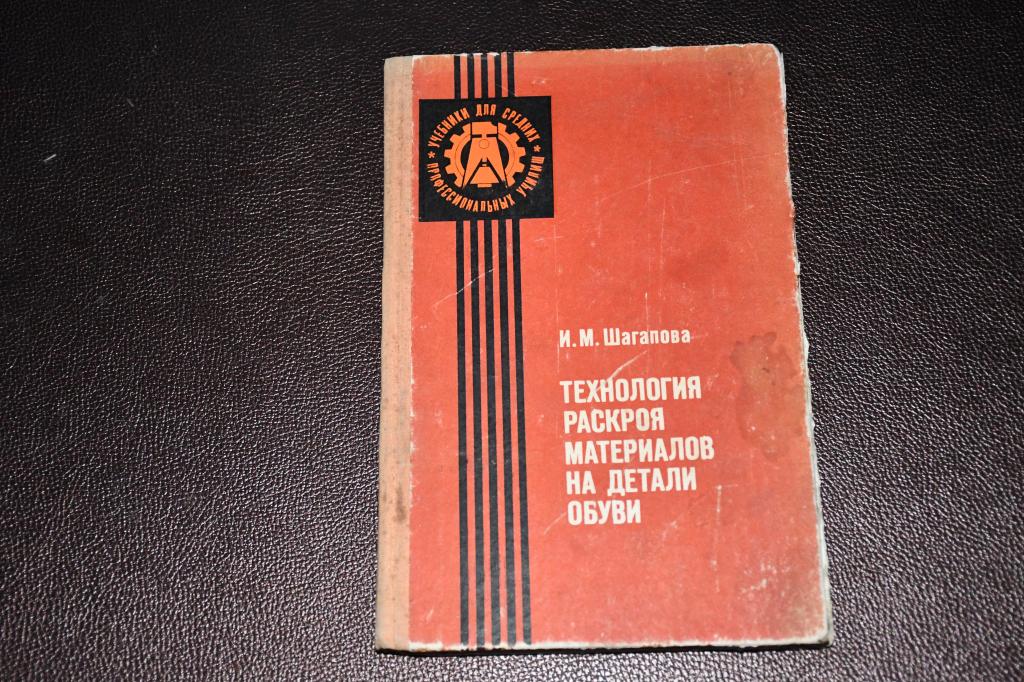 УЧЕБНИКИ ДЛЯ СРЕДНИХ
ПРОФЕССИОНАЛЬНЫХ УЧИЛИЩ
И.М. Шагапова
ТЕХНОЛОГИЯ
РАСКРОЯ
МАТЕРИАЛОВ
НА ДЕТАЛИ
ОБУВИ